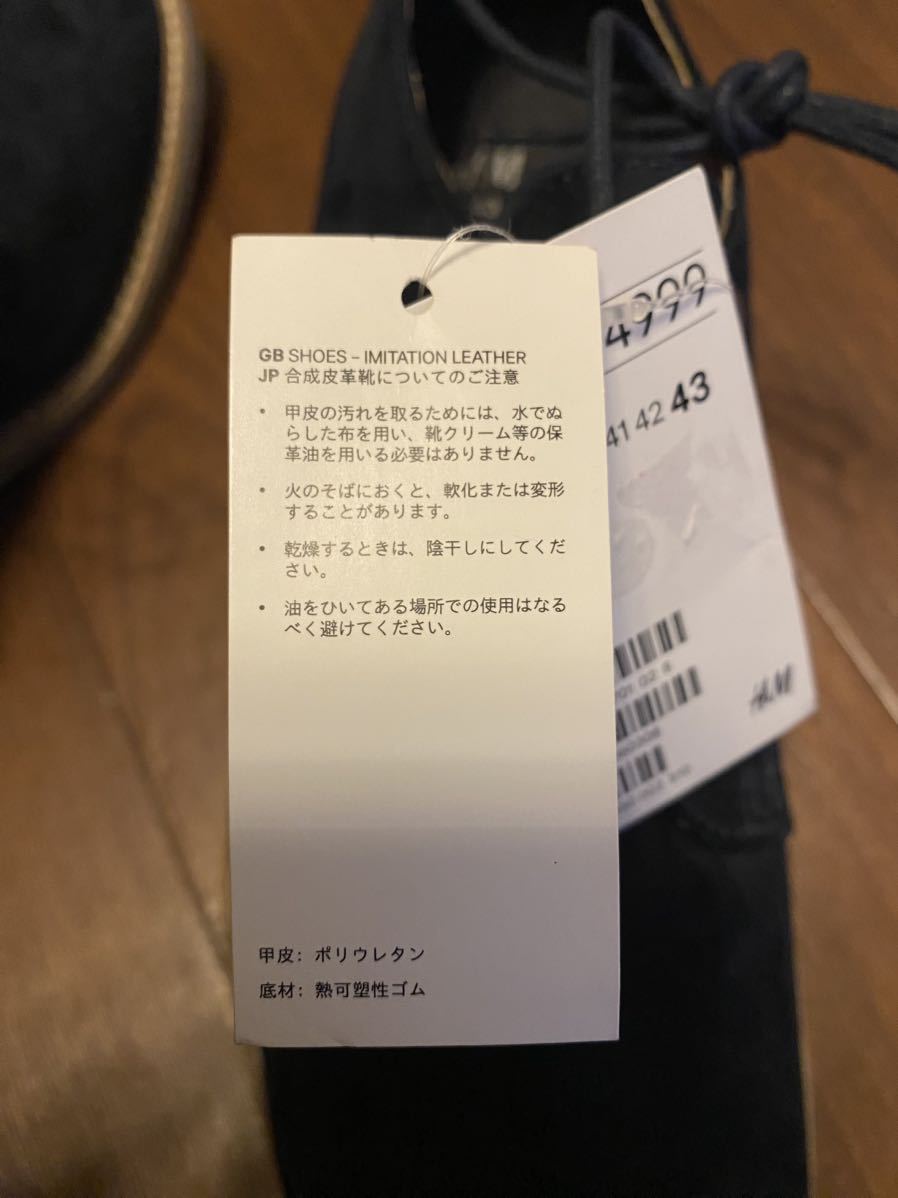 GB SHOES – IMITATION LEATHER
JP 合成皮革靴についてのご注意
• 甲皮の汚れを取るためには、水でぬ
らした布を用い、靴クリーム等の保
革油を用いる必要はありません。
• 火のそばにおくと、軟化または変形
することがあります。
• 乾燥するときは、陰干しにしてくだ
さい。
• 油をひいてある場所での使用はなる
べく避けてください。
甲皮: ポリウレタン
底材: 熱可塑性ゴム
4999
41 42 43
H&M